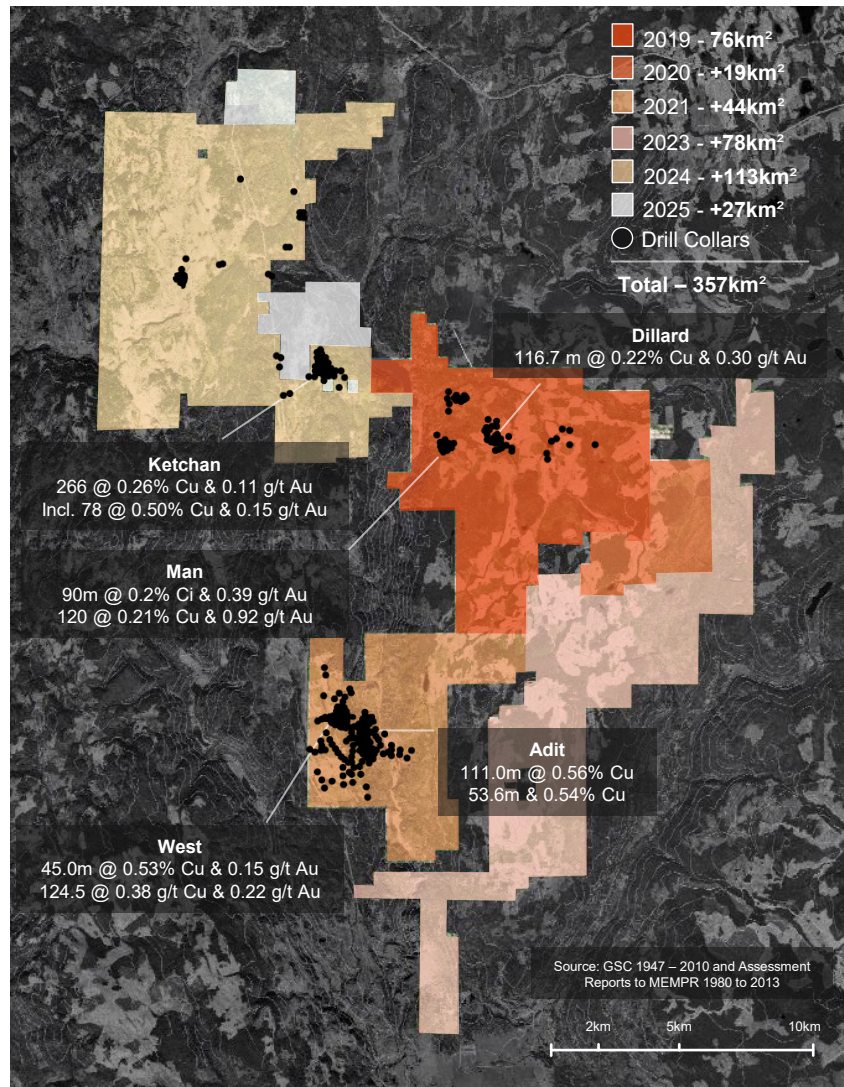 2019 - 76km²
2020 - +19km²
2021 - +44km²
2023 - +78km²
2024 - +113km²
2025 - +27km²
Drill Collars
Total – 357km²
Dillard
116.7 m @ 0.22% Cu & 0.30 g/t Au
Ketchan
266 @ 0.26% Cu & 0.11 g/t Au
Incl. 78 @ 0.50% Cu & 0.15 g/t Au
Man
90m @ 0.2% Ci & 0.39 g/t Au
120 @ 0.21% Cu & 0.92 g/t Au
Adit
111.0m @ 0.56% Cu
53.6m & 0.54% Cu
West
45.0m @ 0.53% Cu & 0.15 g/t Au
124.5 @ 0.38 g/t Cu & 0.22 g/t Au
Source: GSC 1947 – 2010 and Assessment
Reports to MEMPR 1980 to 2013
2km 5km 10km